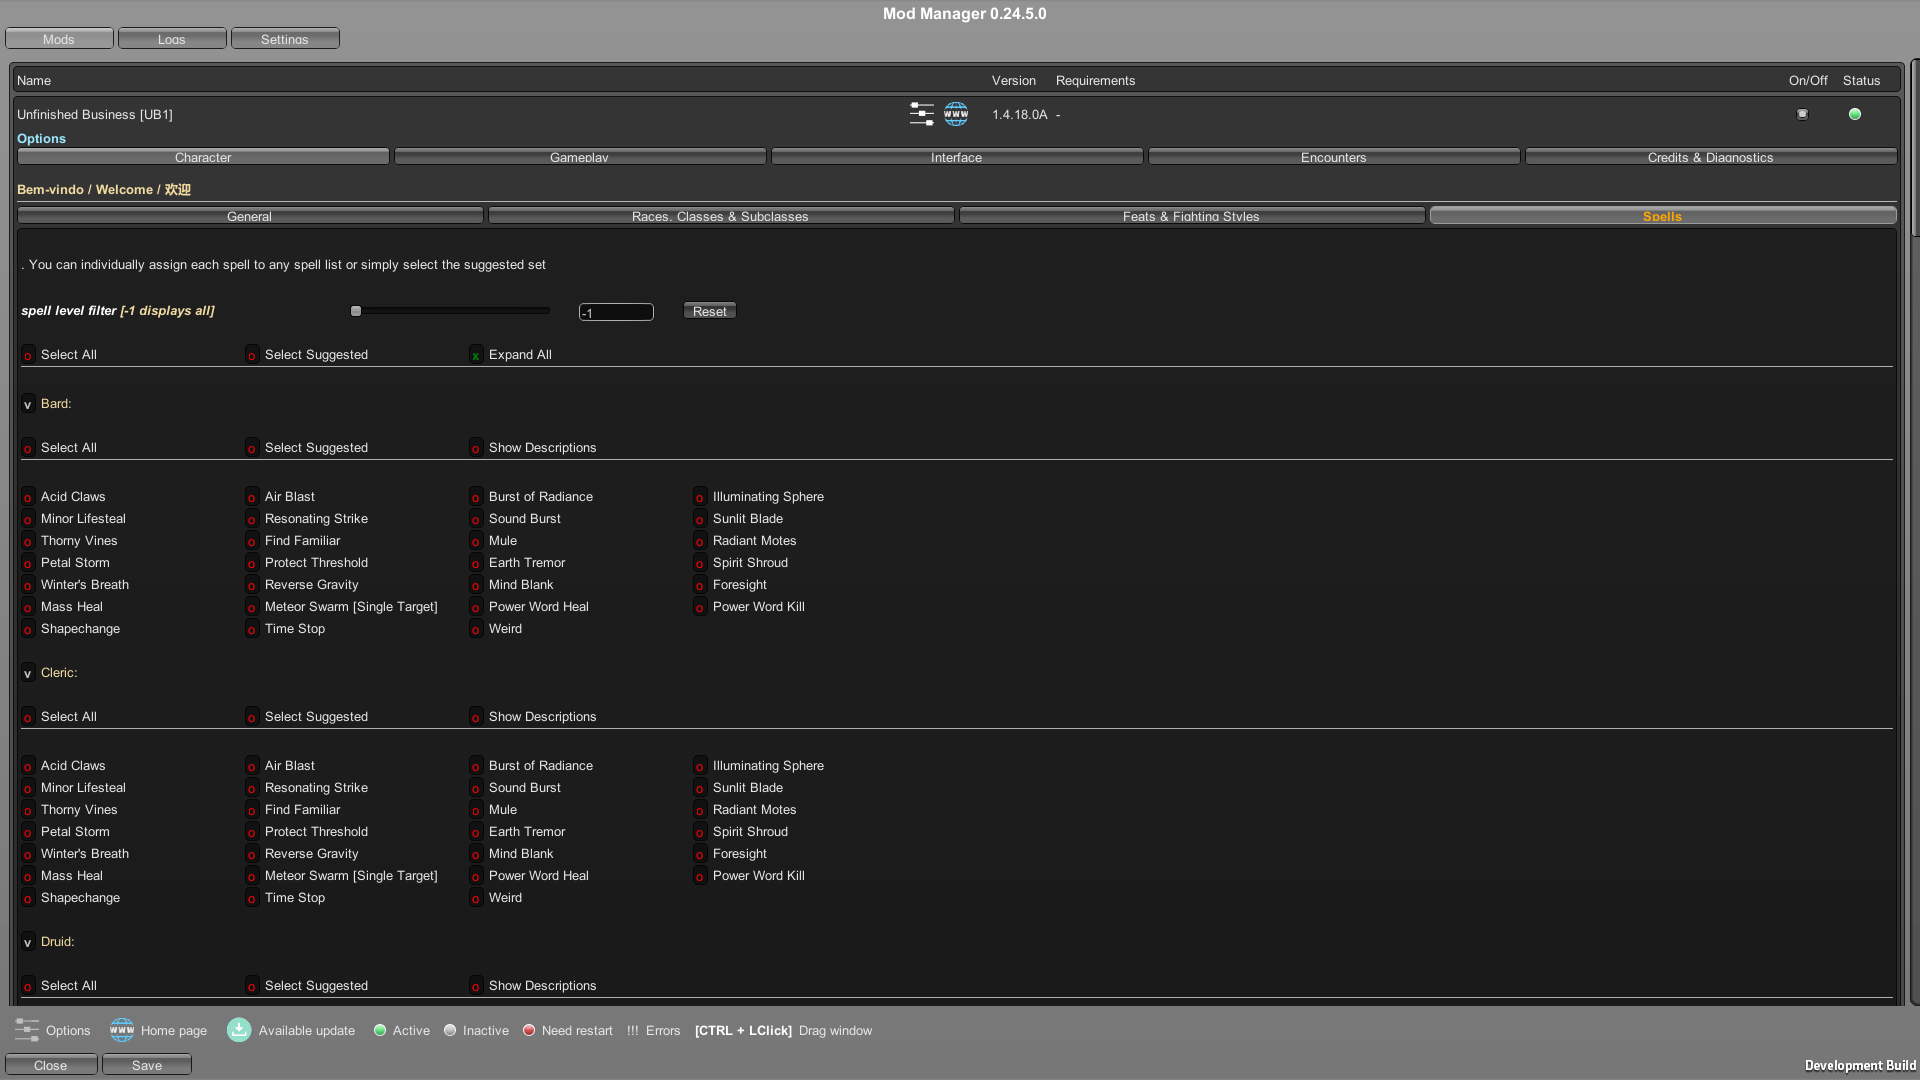 Mod Manager 0.24.5.0
Mods Logs Settings
Name Version Requirements On/Off Status
Unfinished Business [UB1] www 1.4.18.0A - 
Options
Character Gameplay Interface Encounters Credits & Diagnostics
Bem-vindo / Welcome / 欢迎
General Races, Classes & Subclasses Feats & Fighting Styles Spells
. You can individually assign each spell to any spell list or simply select the suggested set
spell level filter [-1 displays all] -1 Reset
o Select All o Select Suggested x Expand All
v Bard:
o Select All o Select Suggested o Show Descriptions
o Acid Claws o Air Blast o Burst of Radiance o Illuminating Sphere
o Minor Lifesteal o Resonating Strike o Sound Burst o Sunlit Blade
o Thorny Vines o Find Familiar o Mule o Radiant Motes
o Petal Storm o Protect Threshold o Earth Tremor o Spirit Shroud
o Winter's Breath o Reverse Gravity o Mind Blank o Foresight
o Mass Heal o Meteor Swarm [Single Target] o Power Word Heal o Power Word Kill
o Shapechange o Time Stop o Weird
v Cleric:
o Select All o Select Suggested o Show Descriptions
o Acid Claws o Air Blast o Burst of Radiance o Illuminating Sphere
o Minor Lifesteal o Resonating Strike o Sound Burst o Sunlit Blade
o Thorny Vines o Find Familiar o Mule o Radiant Motes
o Petal Storm o Protect Threshold o Earth Tremor o Spirit Shroud
o Winter's Breath o Reverse Gravity o Mind Blank o Foresight
o Mass Heal o Meteor Swarm [Single Target] o Power Word Heal o Power Word Kill
o Shapechange o Time Stop o Weird
v Druid:
o Select All o Select Suggested o Show Descriptions
Options www Home page Available update Active Inactive Need restart !!! Errors [CTRL + LClick] Drag window
Close Save
Development Build